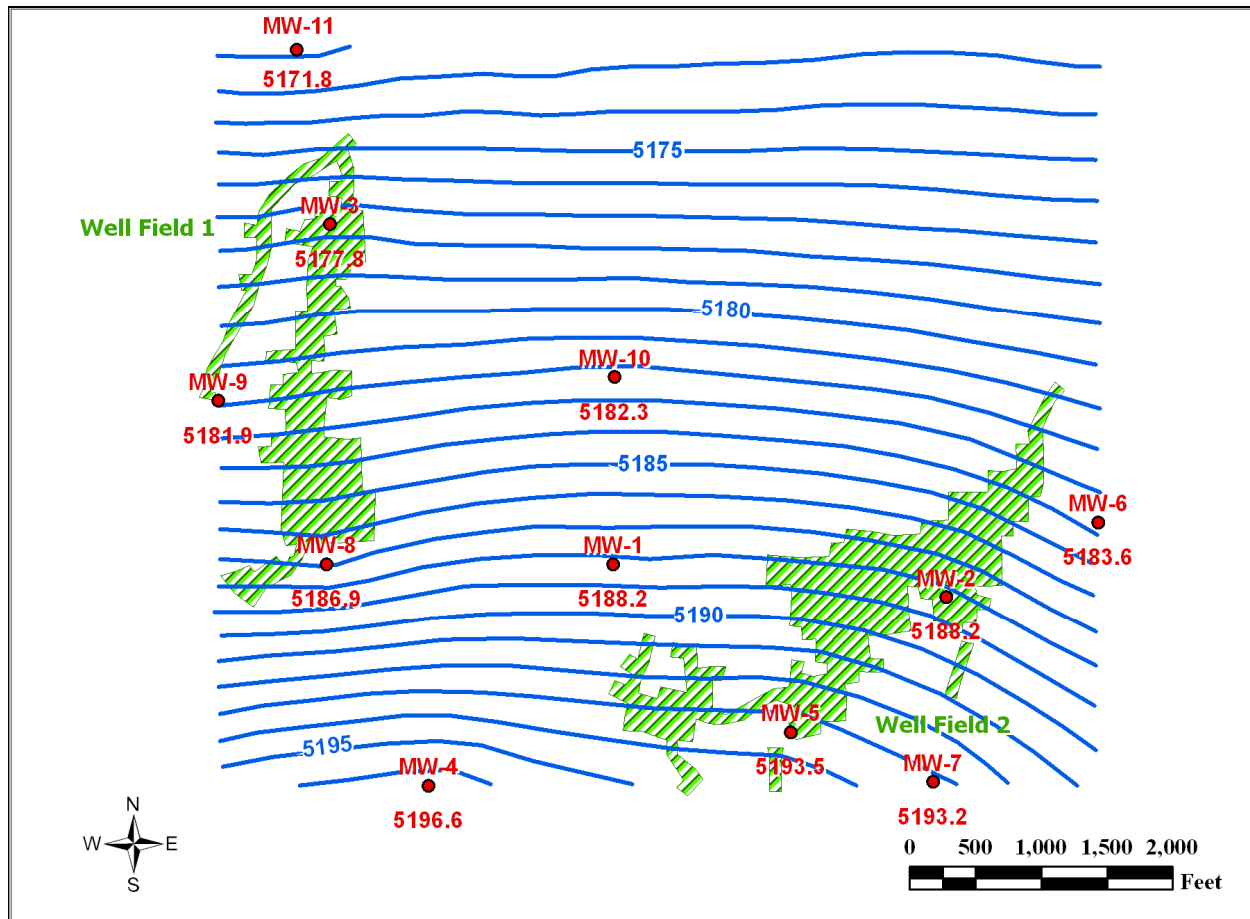 MW-11
5171.8
5175
MW-3
Well Field 1
5177.8
5180
MW-10
MW-9
5182.3
5181.9
5185
MW-6
MW-8
MW-1
5183.6
MW-2
5186.9
5188.2
5190
5188.2
MW-5
Well Field 2
5195
MW-4
5193.5
MW-7
5196.6
5193.2
N
W
E
S
0 500 1,000 1,500 2,000
Feet